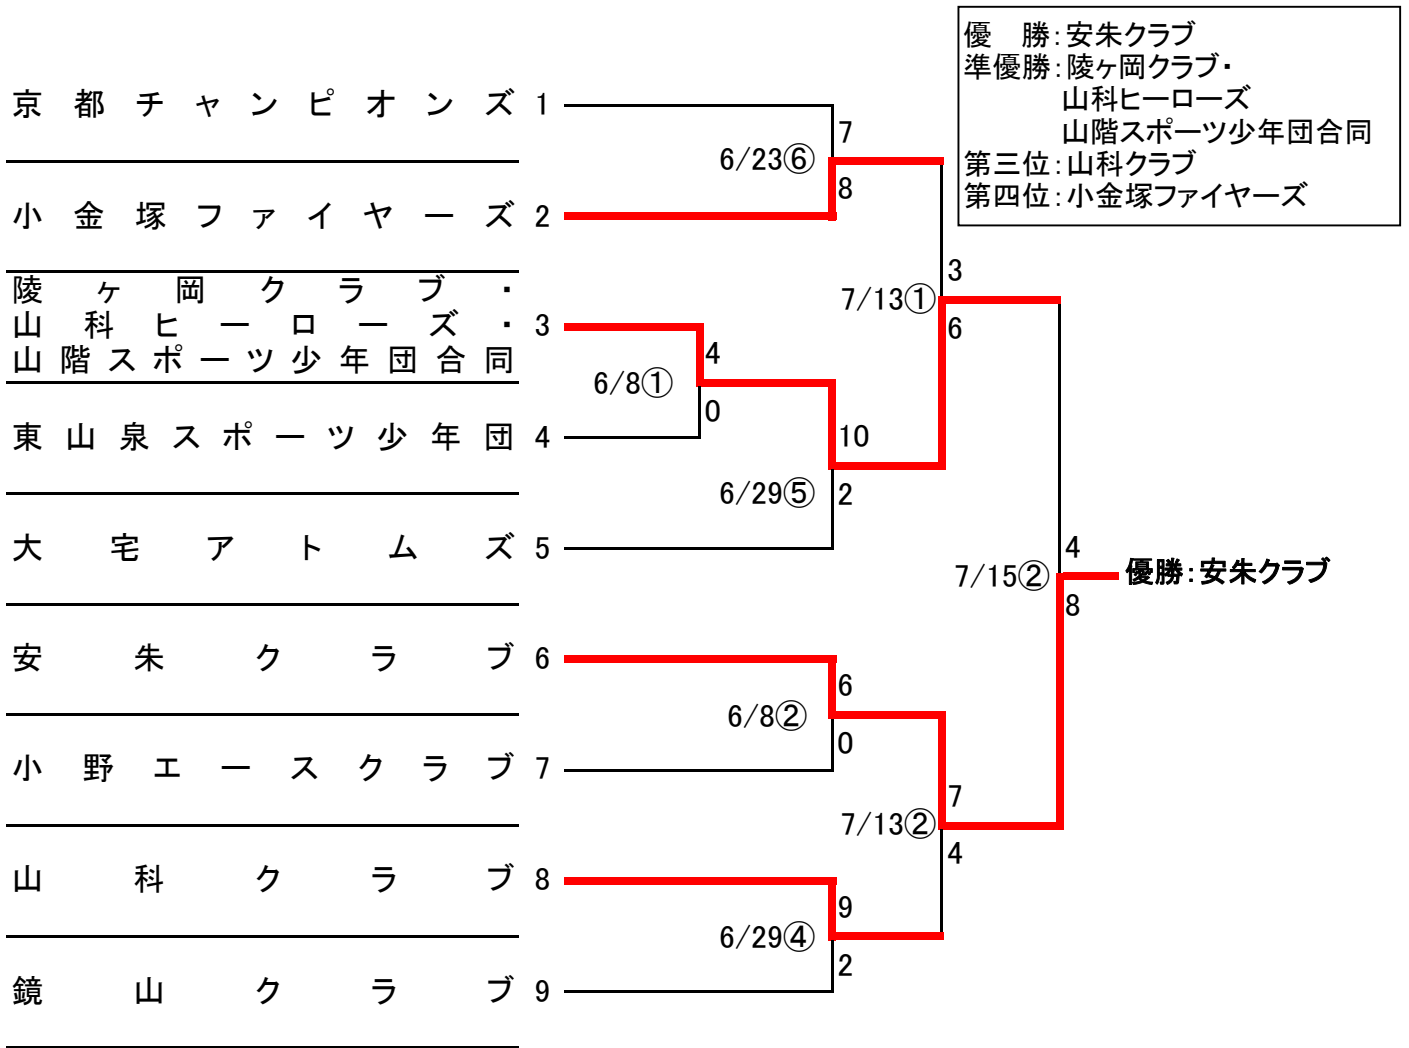 優　勝：安朱クラブ
準優勝：陵ヶ岡クラブ・
山科ヒーローズ
山階スポーツ少年団合同
第三位：山科クラブ
第四位：小金塚ファイヤーズ
京都チャンピオンズ 1
7
6/23⑥
8
小金塚ファイヤーズ 2
陵ヶ岡クラブ・
山科ヒーローズ・ 3
山階スポーツ少年団合同
3
7/13①
6
4
6/8①
0
東山泉スポーツ少年団 4
10
6/29⑤
2
大宅アトムズ 5
4
7/15② 優勝：安朱クラブ
8
安朱クラブ 6
6
6/8②
0
小野エースクラブ 7
7
7/13②
4
山科クラブ 8
9
6/29④
2
鏡山クラブ 9